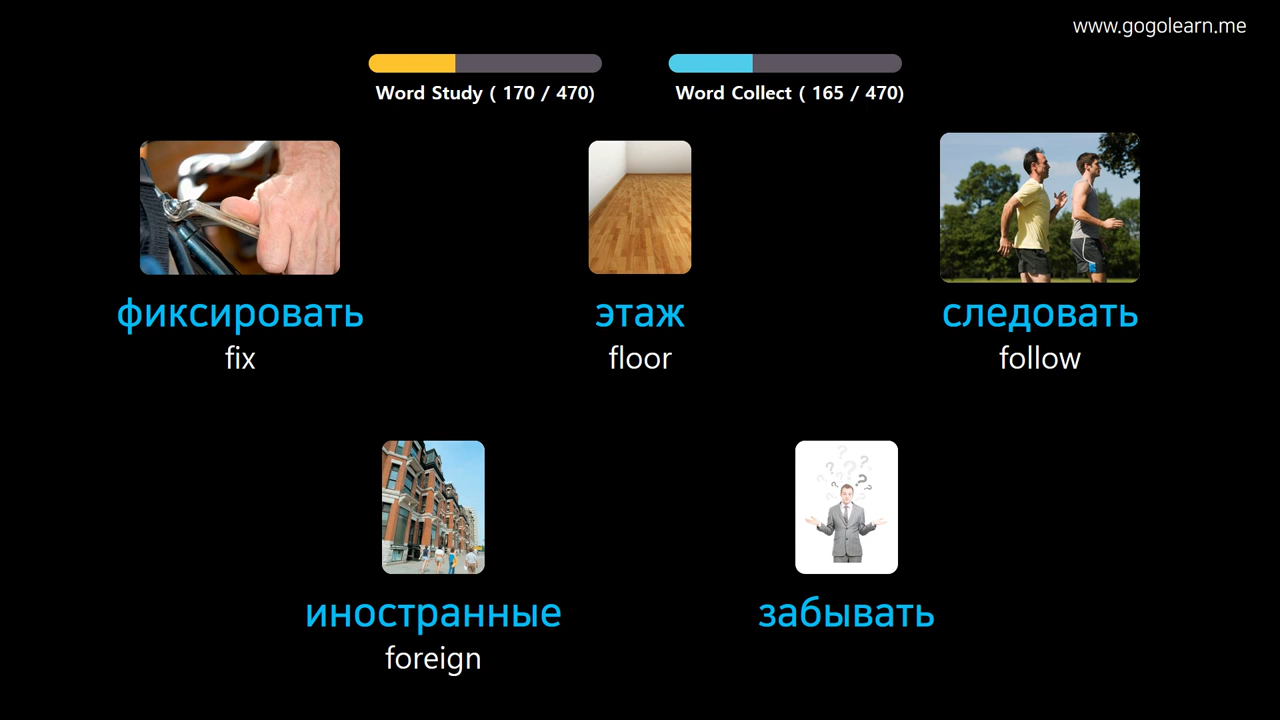 www.gogolearn.me
Word Study ( 170 / 470)
Word Collect ( 165 / 470)
фиксировать
fix
этаж
floor
следовать
follow
иностранные
foreign
забывать